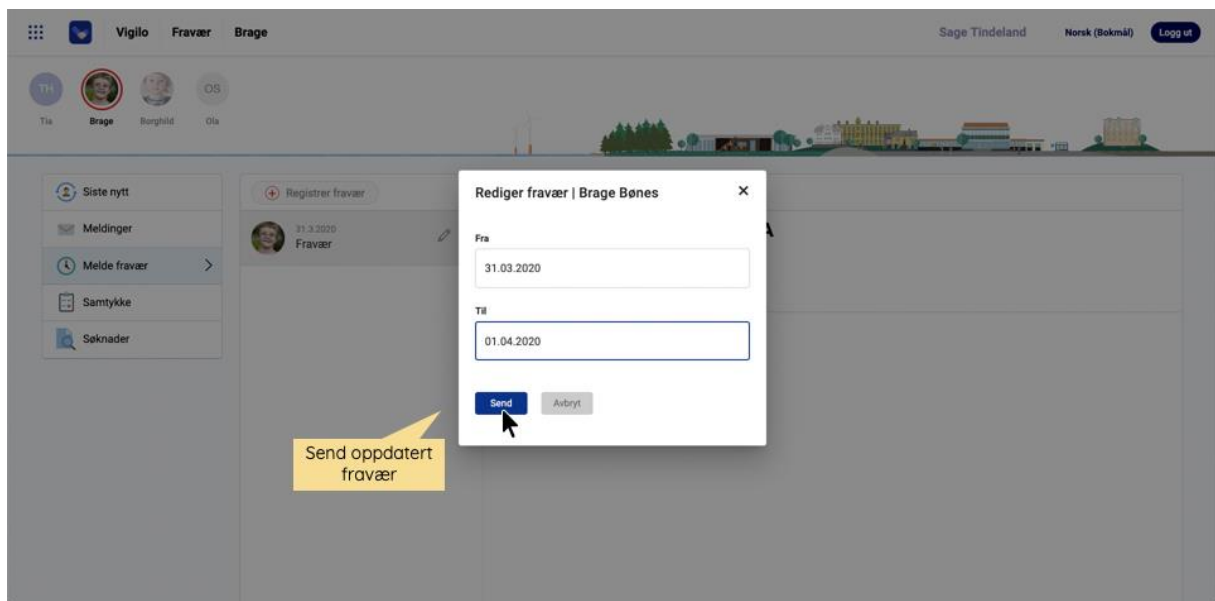 Vigilo Fravær Brage
Sage Tindeland Norsk (Bokmål) Logg ut
TH OS
Tia Brage Borghild Ola
Siste nytt
Meldinger
Melde fravær
Samtykke
Søknader
Registrer fravær
31.3.2020
Fravær
Rediger fravær | Brage Bønes
Fra
31.03.2020
Til
01.04.2020
Send Avbryt
Send oppdatert
fravær